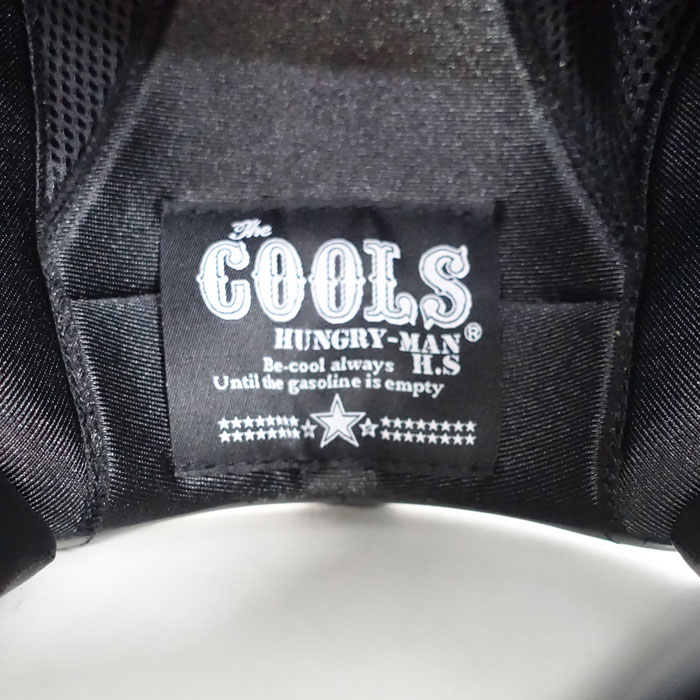 The
COOLS
HUNGRY-MAN®
H.S
Be-cool always
Until the gasoline is empty